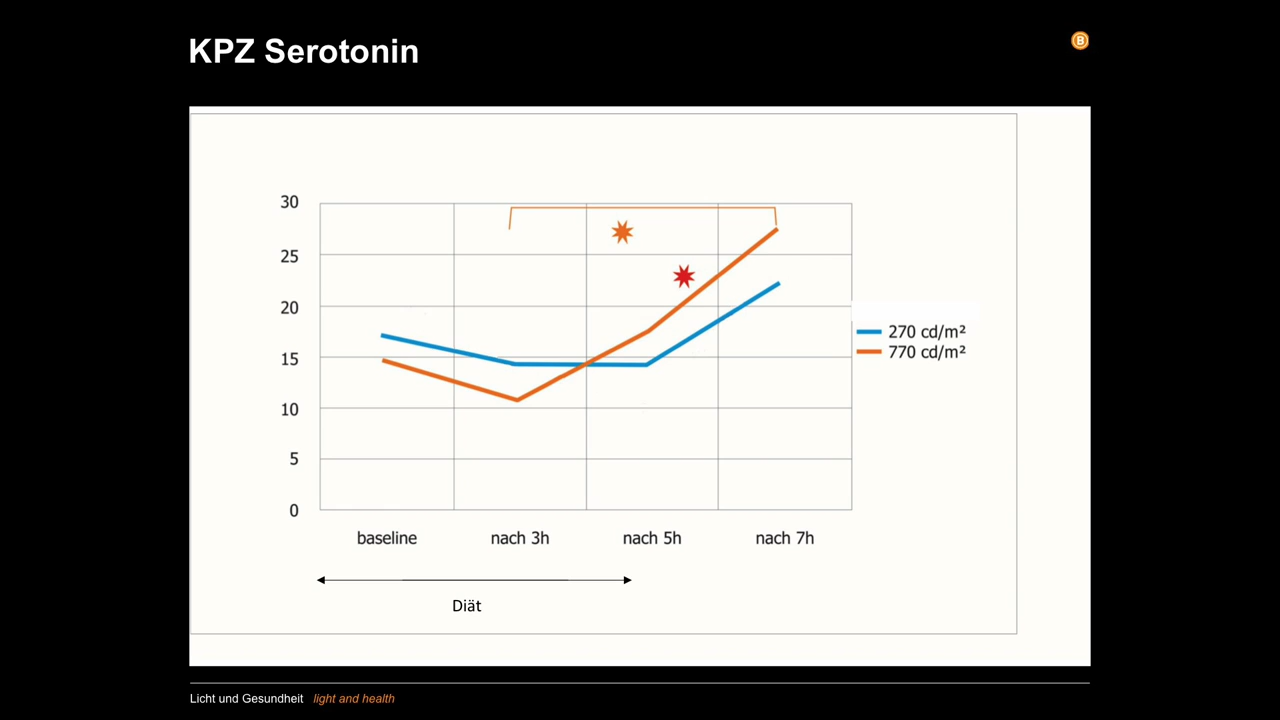 KPZ Serotonin
B
30
25
20
15
10
5
0
baseline nach 3h nach 5h nach 7h
270 cd/m²
770 cd/m²
Diät
Licht und Gesundheit light and health